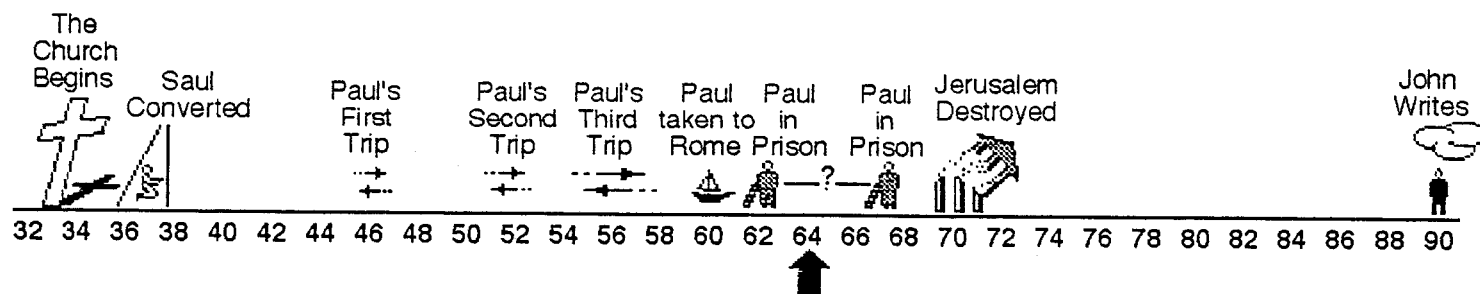 The
Church
Begins
Saul
Converted
Paul's
First
Trip
Paul's
Second
Trip
Paul's
Third
Trip
Paul
taken to
Rome
Paul
in
Prison
?
Paul
in
Prison
Jerusalem
Destroyed
John
Writes
32 34 36 38 40 42 44 46 48 50 52 54 56 58 60 62 64 66 68 70 72 74 76 78 80 82 84 86 88 90